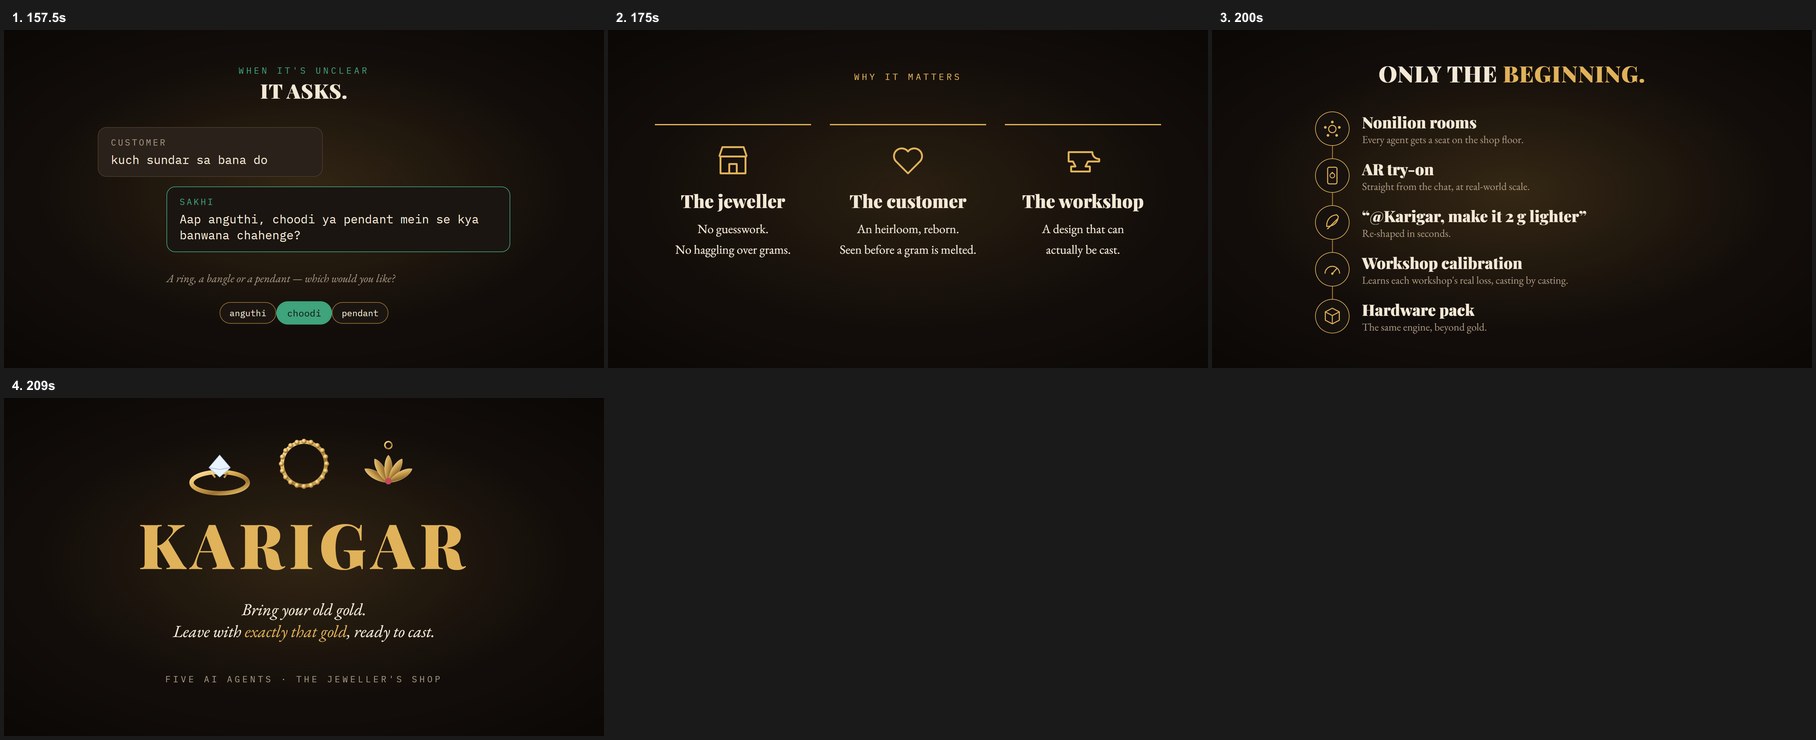 1. 157.5s
WHEN IT'S UNCLEAR
IT ASKS.
CUSTOMER
kuch sundar sa bana do
SAKHI
Aap anguthi, choodi ya pendant mein se kya
banwana chahenge?
A ring, a bangle or a pendant — which would you like?
anguthi choodi pendant
2. 175s
WHY IT MATTERS
The jeweller
No guesswork.
No haggling over grams.
The customer
An heirloom, reborn.
Seen before a gram is melted.
The workshop
A design that can
actually be cast.
3. 200s
ONLY THE BEGINNING.
Nonilion rooms
Every agent gets a seat on the shop floor.
AR try-on
Straight from the chat, at real-world scale.
“@Karigar, make it 2 g lighter”
Re-shaped in seconds.
Workshop calibration
Learns each workshop's real loss, casting by casting.
Hardware pack
The same engine, beyond gold.
4. 209s
KARIGAR
Bring your old gold.
Leave with exactly that gold, ready to cast.
FIVE AI AGENTS · THE JEWELLER'S SHOP